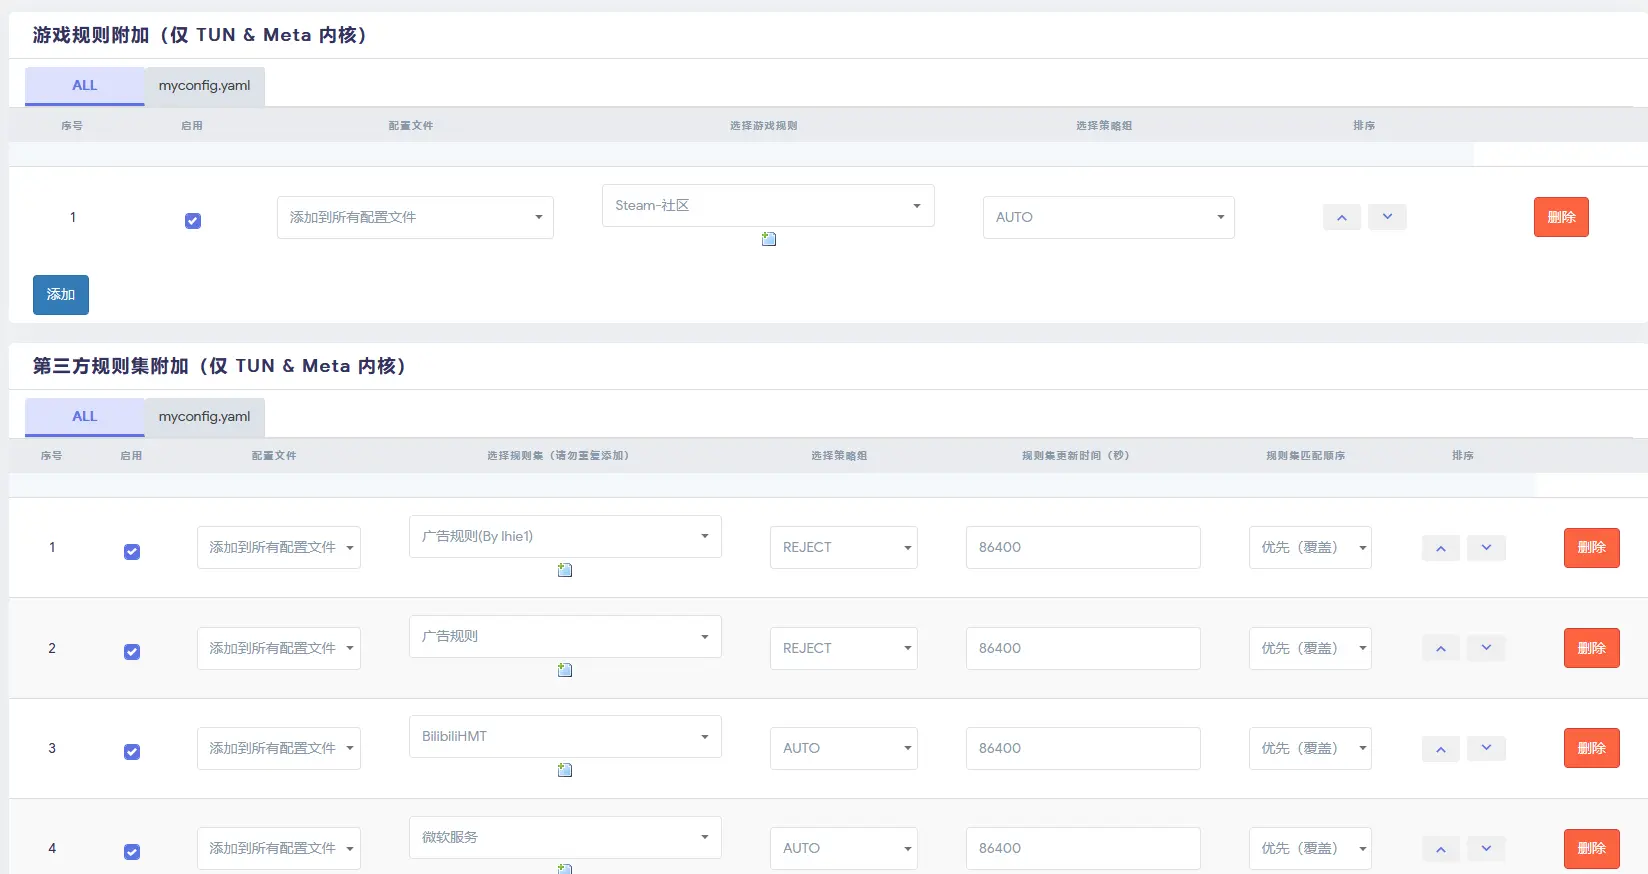 游戏规则附加（仅 TUN & Meta 内核）
ALL myconfig.yaml
序号 启用 配置文件 选择游戏规则 选择策略组 排序
1 添加到所有配置文件 Steam-社区 AUTO 删除
添加
第三方规则集附加（仅 TUN & Meta 内核）
ALL myconfig.yaml
序号 启用 配置文件 选择规则集（请勿重复添加） 选择策略组 规则集更新时间（秒） 规则集匹配顺序 排序
1 添加到所有配置文件 广告规则(By lhie1) REJECT 86400 优先（覆盖） 删除
2 添加到所有配置文件 广告规则 REJECT 86400 优先（覆盖） 删除
3 添加到所有配置文件 BilibiliHMT AUTO 86400 优先（覆盖） 删除
4 添加到所有配置文件 微软服务 AUTO 86400 优先（覆盖） 删除